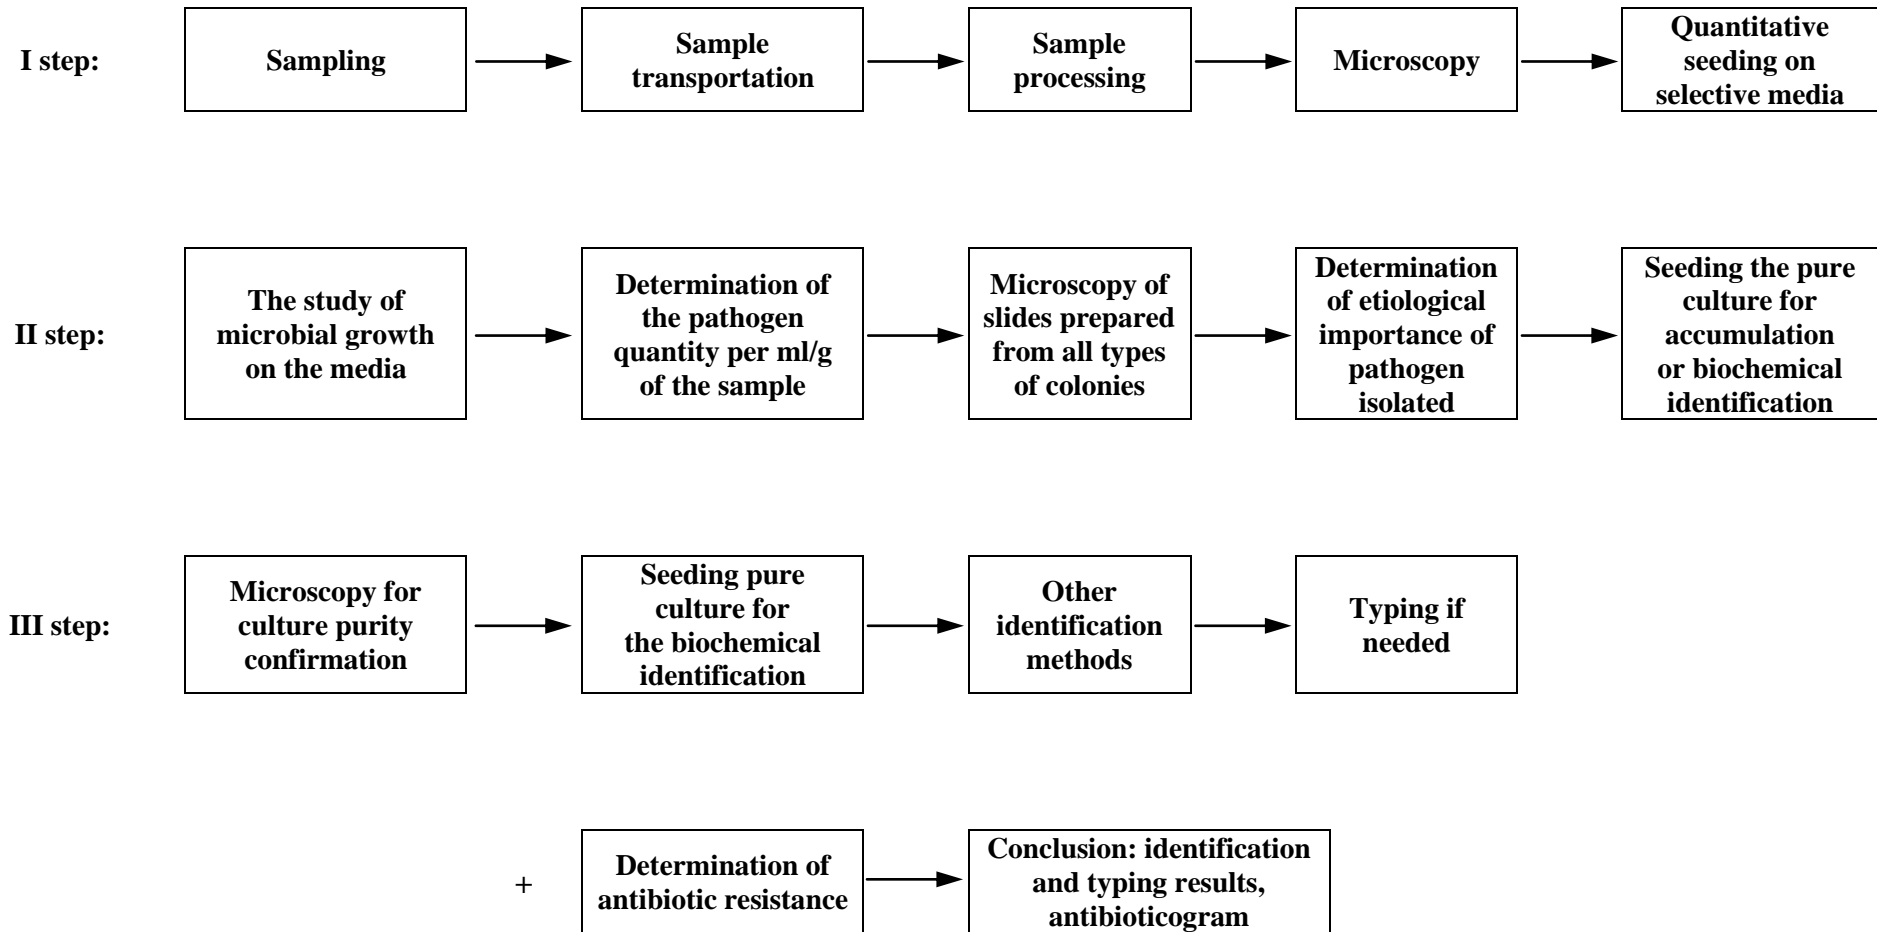 I step:
Sampling
Sample
transportation
Sample
processing
Microscopy
Quantitative
seeding on
selective media
II step:
The study of
microbial growth
on the media
Determination of
the pathogen
quantity per ml/g
of the sample
Microscopy of
slides prepared
from all types
of colonies
Determination
of etiological
importance of
pathogen
isolated
Seeding the pure
culture for
accumulation
or biochemical
identification
III step:
Microscopy for
culture purity
confirmation
Seeding pure
culture for
the biochemical
identification
Other
identification
methods
Typing if
needed
+
Determination of
antibiotic resistance
Conclusion: identification
and typing results,
antibioticogram